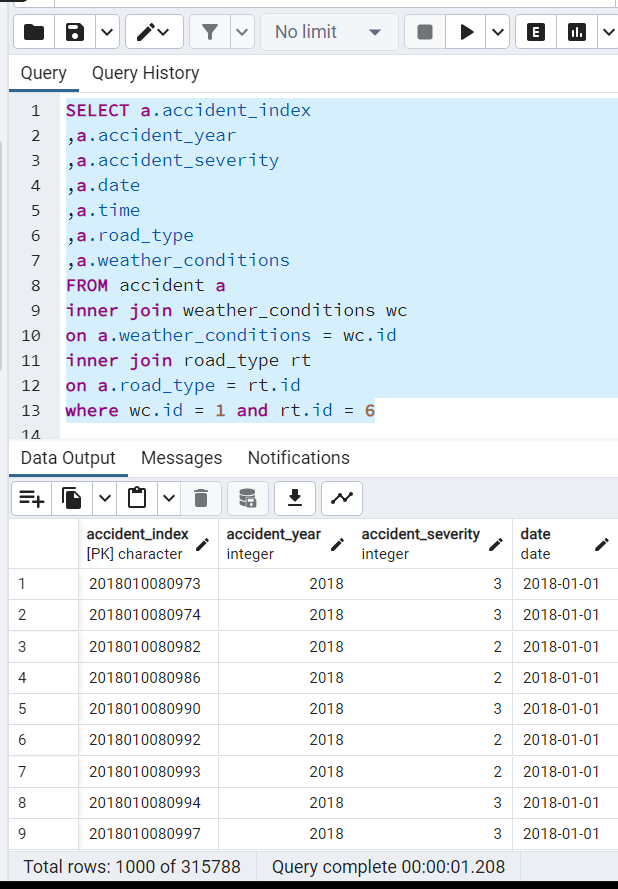 No limit
E
Query Query History
1 SELECT a.accident_index
2 ,a.accident_year
3 ,a.accident_severity
4 ,a.date
5 ,a.time
6 ,a.road_type
7 ,a.weather_conditions
8 FROM accident a
9 inner join weather_conditions wc
10 on a.weather_conditions = wc.id
11 inner join road_type rt
12 on a.road_type = rt.id
13 where wc.id = 1 and rt.id = 6
14
Data Output Messages Notifications
accident_index accident_year accident_severity date
[PK] character integer integer date
1 2018010080973 2018 3 2018-01-01
2 2018010080974 2018 3 2018-01-01
3 2018010080982 2018 2 2018-01-01
4 2018010080986 2018 2 2018-01-01
5 2018010080990 2018 3 2018-01-01
6 2018010080992 2018 2 2018-01-01
7 2018010080993 2018 2 2018-01-01
8 2018010080994 2018 3 2018-01-01
9 2018010080997 2018 3 2018-01-01
Total rows: 1000 of 315788 Query complete 00:00:01.208